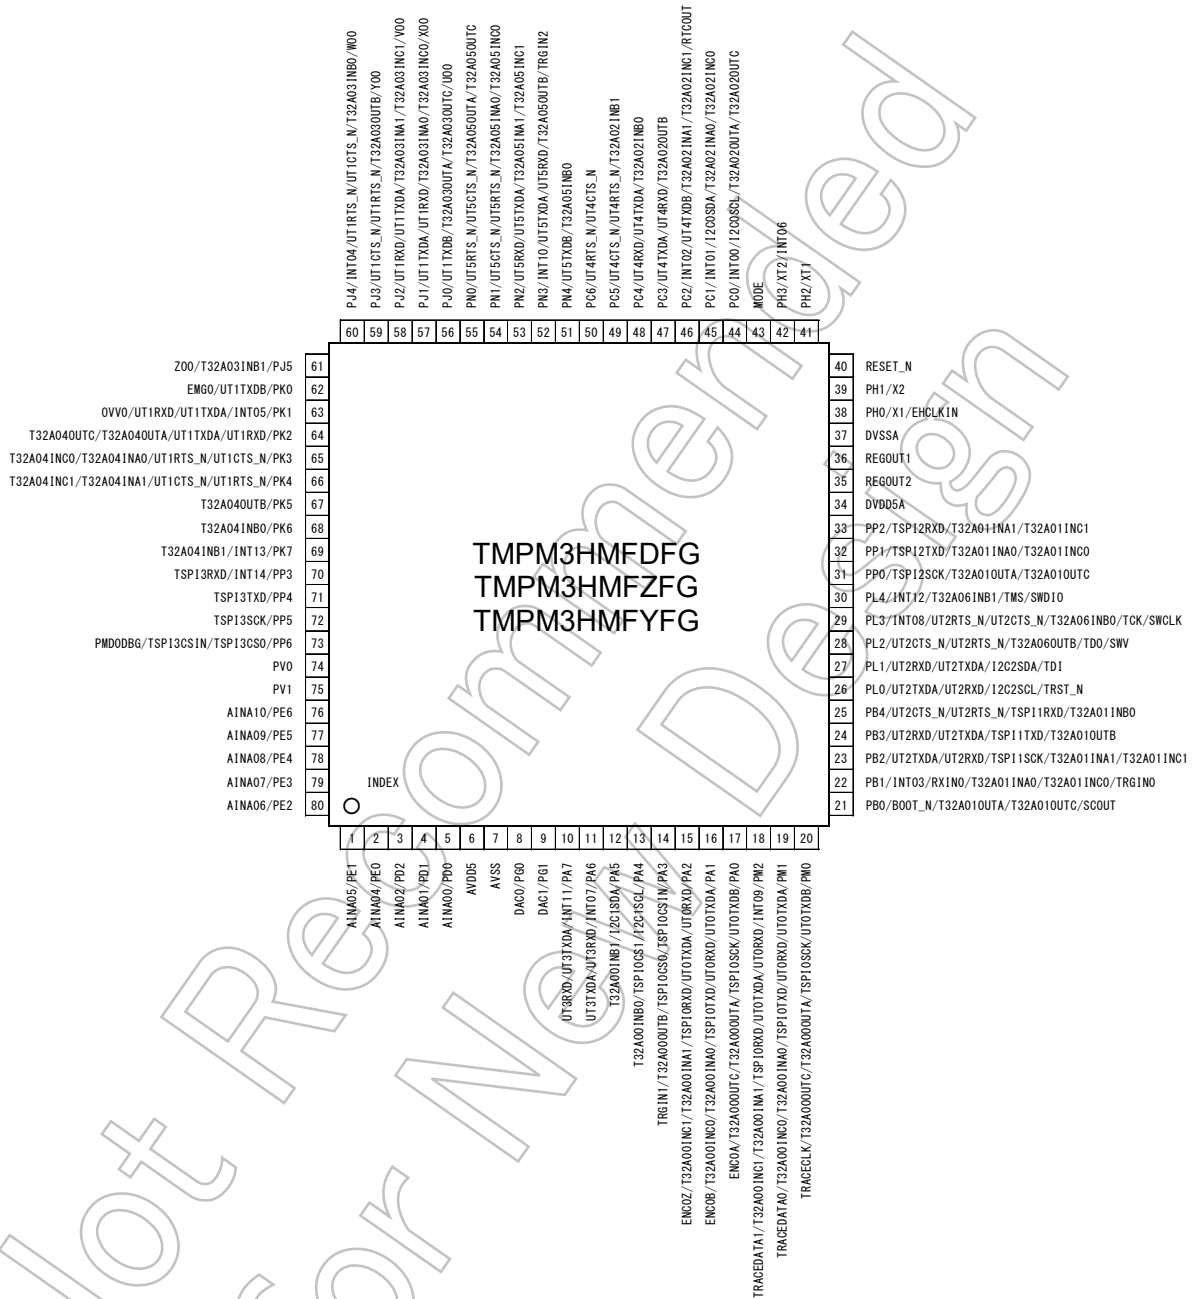 PJ4/INT04/UT1RTS_N/UT1CTS_N/T32A03INB0/WO0
PJ3/UT1CTS_N/UT1RTS_N/T32A03OUTB/YO0
PJ2/UT1RXD/UT1TXDA/T32A03INA1/T32A03INC1/VO0
PJ1/UT1TXDA/UT1RXD/T32A03INA0/T32A03INC0/XO0
PJ0/UT1TXDB/T32A03OUTA/T32A03OUTC/UO0
PN0/UT5RTS_N/UT5CTS_N/T32A05OUTA/T32A05OUTC
PN1/UT5CTS_N/UT5RTS_N/T32A05INA0/T32A05INC0
PN2/UT5RXD/UT5TXDA/T32A05INA1/T32A05INC1
PN3/INT10/UT5TXDA/UT5RXD/T32A05OUTB/TRGIN2
PN4/UT5TXDB/T32A05INB0
PC6/UT4RTS_N/UT4CTS_N
PC5/UT4CTS_N/UT4RTS_N/T32A02INB1
PC4/UT4RXD/UT4TXDA/T32A02INB0
PC3/UT4TXDA/UT4RXD/T32A02OUTB
PC2/INT02/UT4TXDB/T32A02INA1/T32A02INC1/RTCOUT
PC1/INT01/I2C0SDA/T32A02INA0/T32A02INC0
PC0/INT00/I2C0SCL/T32A02OUTA/T32A02OUTC
MODE
PH3/XT2/INT06
PH2/XT1
60 59 58 57 56 55 54 53 52 51 50 49 48 47 46 45 44 43 42 41
ZO0/T32A03INB1/PJ5 61
EMG0/UT1TXDB/PK0 62
OVV0/UT1RXD/UT1TXDA/INT05/PK1 63
T32A04OUTC/T32A04OUTA/UT1TXDA/UT1RXD/PK2 64
T32A04INC0/T32A04INA0/UT1RTS_N/UT1CTS_N/PK3 65
T32A04INC1/T32A04INA1/UT1CTS_N/UT1RTS_N/PK4 66
T32A04OUTB/PK5 67
T32A04INB0/PK6 68
T32A04INB1/INT13/PK7 69
TSPI3RXD/INT14/PP3 70
TSPI3TXD/PP4 71
TSPI3SCK/PP5 72
PMD0DBG/TSPI3CSIN/TSPI3CS0/PP6 73
PV0 74
PV1 75
AINA10/PE6 76
AINA09/PE5 77
AINA08/PE4 78
AINA07/PE3 79
AINA06/PE2 80
TMPM3HMFDFG
TMPM3HMFZFG
TMPM3HMFYFG
INDEX
40 RESET_N
39 PH1/X2
38 PH0/X1/EHCLKIN
37 DVSSA
36 REGOUT1
35 REGOUT2
34 DVDD5A
33 PP2/TSPI2RXD/T32A01INA1/T32A01INC1
32 PP1/TSPI2TXD/T32A01INA0/T32A01INC0
31 PP0/TSPI2SCK/T32A01OUTA/T32A01OUTC
30 PL4/INT12/T32A06INB1/TMS/SWDIO
29 PL3/INT08/UT2RTS_N/UT2CTS_N/T32A06INB0/TCK/SWCLK
28 PL2/UT2CTS_N/UT2RTS_N/T32A06OUTB/TDO/SWV
27 PL1/UT2RXD/UT2TXDA/I2C2SDA/TDI
26 PL0/UT2TXDA/UT2RXD/I2C2SCL/TRST_N
25 PB4/UT2CTS_N/UT2RTS_N/TSPI1RXD/T32A01INB0
24 PB3/UT2RXD/UT2TXDA/TSPI1TXD/T32A01OUTB
23 PB2/UT2TXDA/UT2RXD/TSPI1SCK/T32A01INA1/T32A01INC1
22 PB1/INT03/RXIN0/T32A01INA0/T32A01INC0/TRGIN0
21 PB0/BOOT_N/T32A01OUTA/T32A01OUTC/SCOUT
1 2 3 4 5 6 7 8 9 10 11 12 13 14 15 16 17 18 19 20
AINA05/PE1
AINA04/PE0
AINA02/PD2
AINA01/PD1
AINA00/PD0
AVDD5
AVSS
DAC0/PG0
DAC1/PG1
UT3RXD/UT3TXDA/INT11/PA7
UT3TXDA/UT3RXD/INT07/PA6
T32A00INB1/I2C1SDA/PA5
T32A00INB0/TSPI0CS1/I2C1SCL/PA4
TRGIN1/T32A00OUTB/TSPI0CS0/TSPI0CSIN/PA3
ENC0Z/T32A00INC1/T32A00INA1/TSPI0RXD/UT0TXDA/UT0RXD/PA2
ENC0B/T32A00INC0/T32A00INA0/TSPI0TXD/UT0RXD/UT0TXDA/PA1
ENC0A/T32A00OUTC/T32A00OUTA/TSPI0SCK/UT0TXDB/PA0
TRACEDATA1/T32A00INC1/T32A00INA1/TSPI0RXD/UT0TXDA/UT0RXD/INT09/PM2
TRACEDATA0/T32A00INC0/T32A00INA0/TSPI0TXD/UT0RXD/UT0TXDA/PM1
TRACECLK/T32A00OUTC/T32A00OUTA/TSPI0SCK/UT0TXDB/PM0
Not Recommended
for New Design